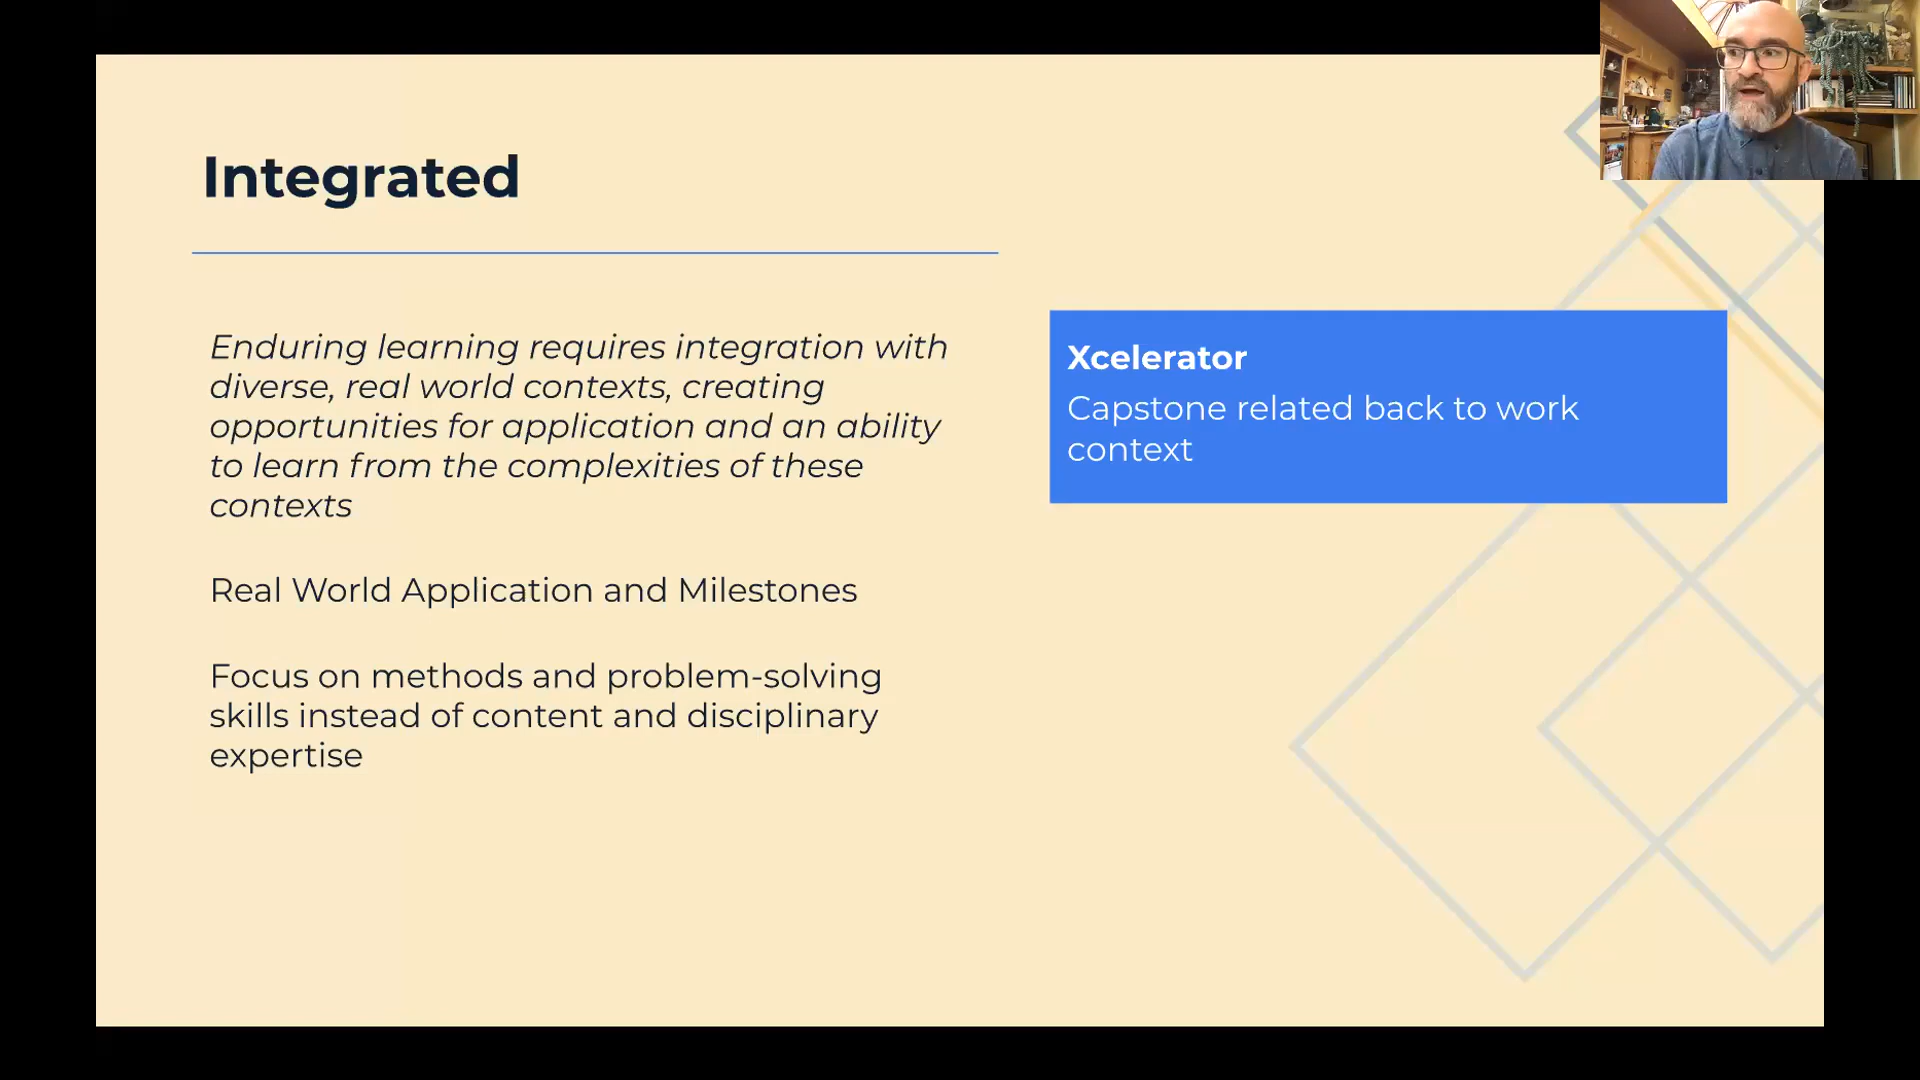 Integrated
Enduring learning requires integration with
diverse, real world contexts, creating
opportunities for application and an ability
to learn from the complexities of these
contexts
Real World Application and Milestones
Focus on methods and problem-solving
skills instead of content and disciplinary
expertise
Xcelerator
Capstone related back to work
context